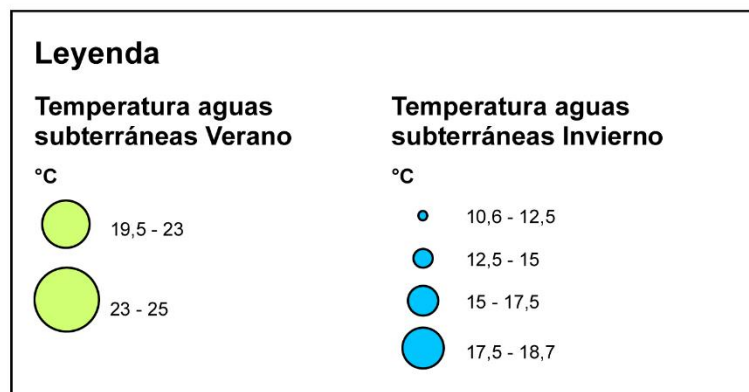 Leyenda
Temperatura aguas
subterráneas Verano
°C
19,5 - 23
23 - 25
Temperatura aguas
subterráneas Invierno
°C
10,6 - 12,5
12,5 - 15
15 - 17,5
17,5 - 18,7